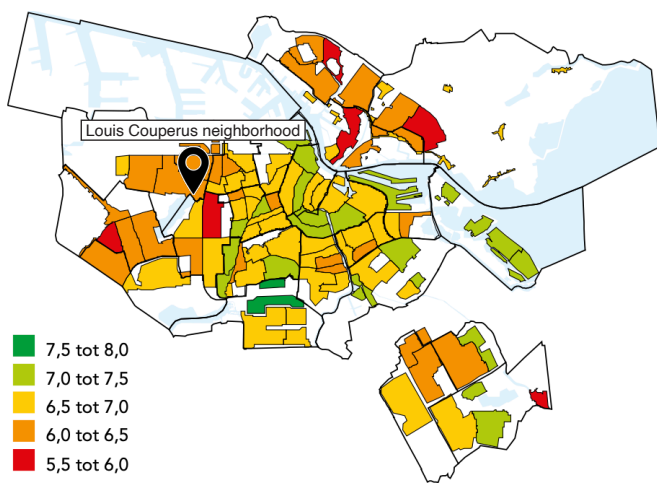 Louis Couperus neighborhood
7,5 tot 8,0
7,0 tot 7,5
6,5 tot 7,0
6,0 tot 6,5
5,5 tot 6,0